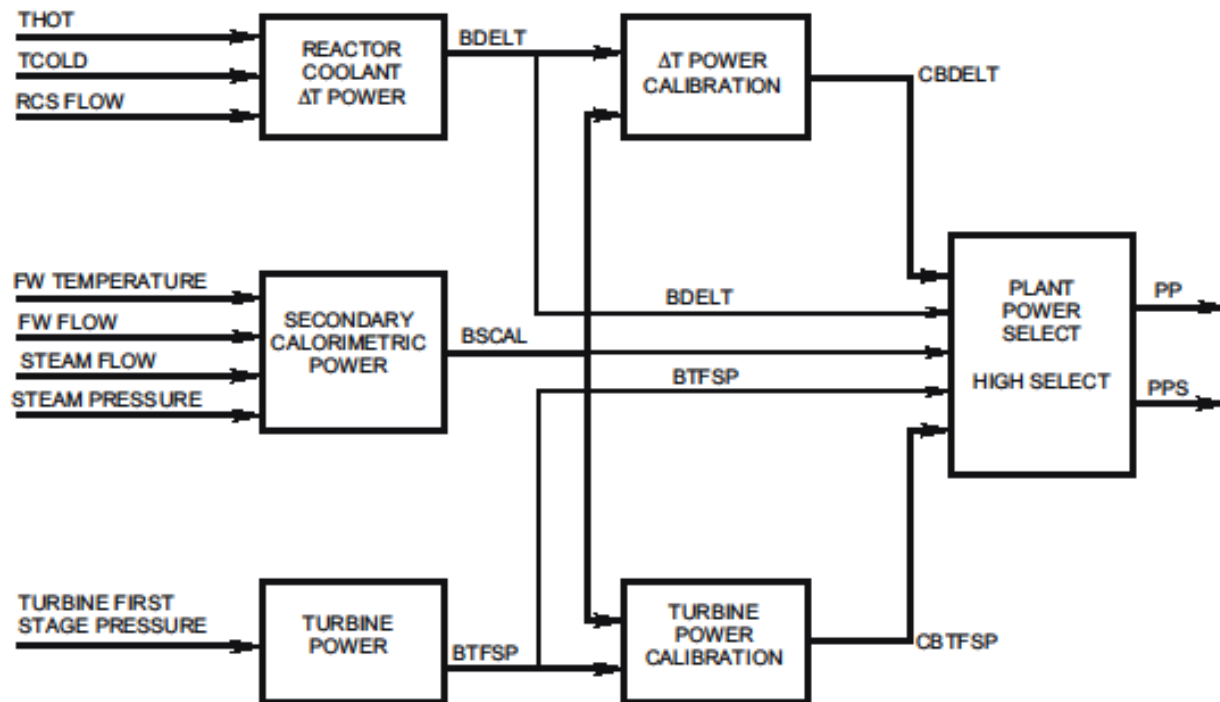 THOT
TCOLD
RCS FLOW
REACTOR
COOLANT
ΔT POWER
BDELT
ΔT POWER
CALIBRATION
CBDELT
FW TEMPERATURE
FW FLOW
STEAM FLOW
STEAM PRESSURE
SECONDARY
CALORIMETRIC
POWER
BSCAL
BDELT
BTFSP
PLANT
POWER
SELECT
HIGH SELECT
PP
PPS
TURBINE FIRST
STAGE PRESSURE
TURBINE
POWER
BTFSP
TURBINE
POWER
CALIBRATION
CBTFSP